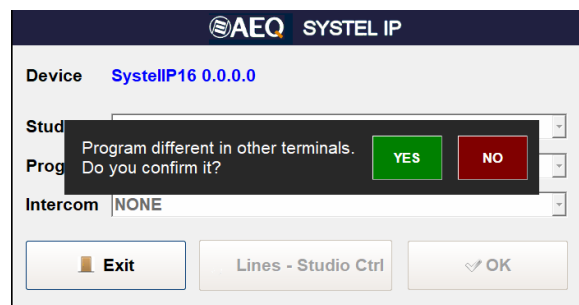 AEQ SYSTEL IP
Device SystelIP16 0.0.0.0
Stud
Program different in other terminals.
Do you confirm it?
YES
NO
Prog
Intercom NONE
Exit
Lines - Studio Ctrl
OK